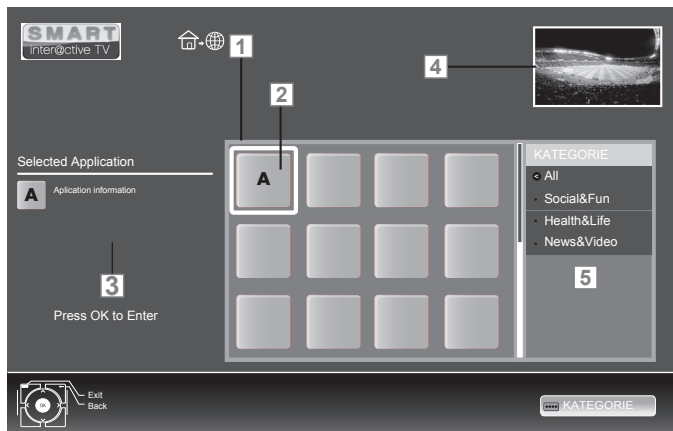 SMART
inter@ctive TV
1
2
4
Selected Application
A
Aplication information
A
KATEGORIE
All
Social&Fun
Health&Life
News&Video
3
5
Press OK to Enter
OK
Exit
Back
KATEGORIE